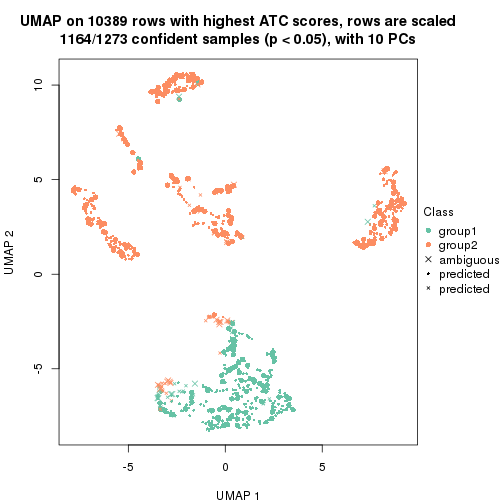 UMAP on 10389 rows with highest ATC scores, rows are scaled
1164/1273 confident samples (p < 0.05), with 10 PCs
10
5
0
-5
UMAP 2
-5
0
5
UMAP 1
Class
group1
group2
ambiguous
predicted
predicted